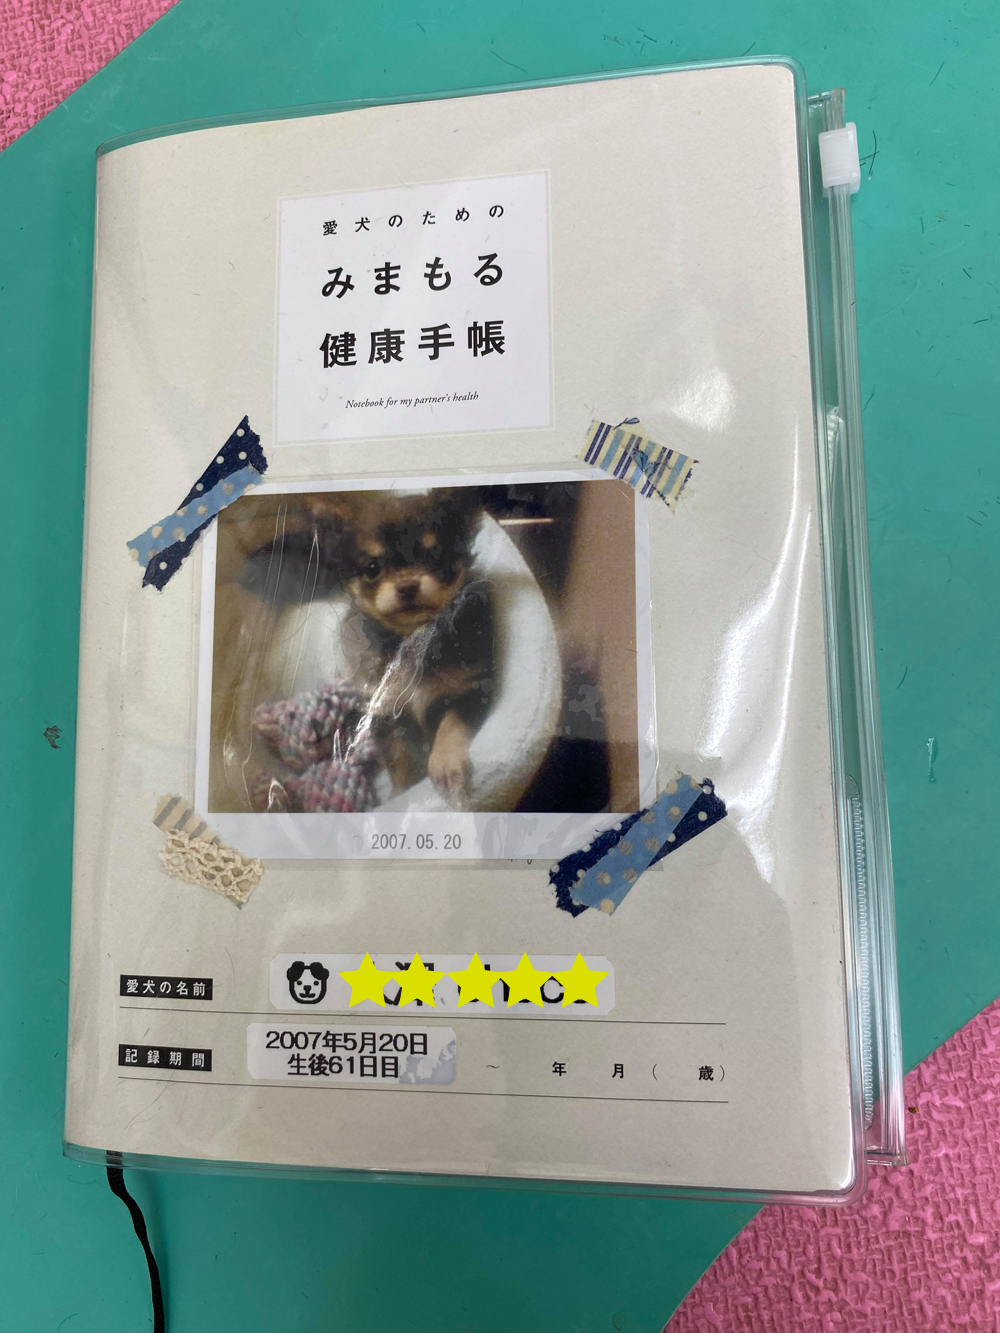 愛犬のための
みまもる
健康手帳
Notebook for my partner's health
2007.05.20
愛犬の名前
記録期間 2007年5月20日 ~ 年 月 ( 歳)
生後61日目